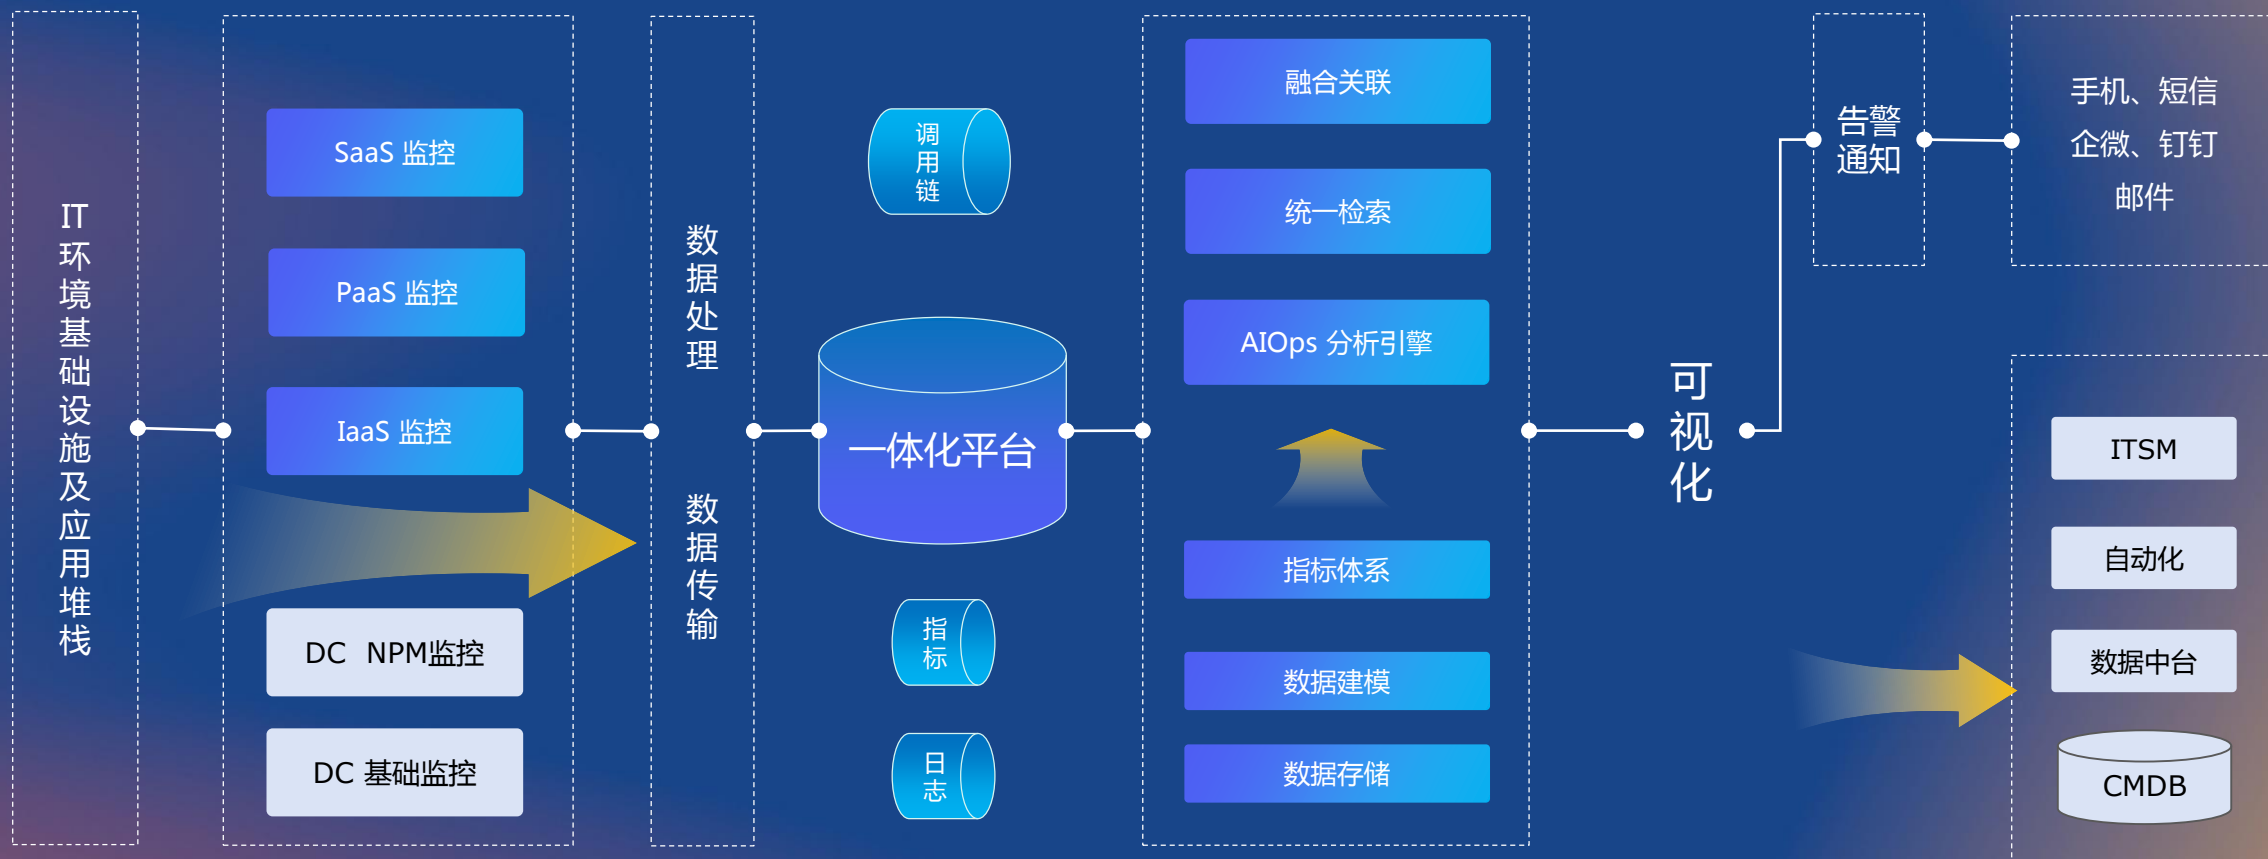 IT
环
境
基
础
设
施
及
应
用
堆
栈
SaaS 监控
PaaS 监控
IaaS 监控
DC  NPM监控
DC 基础监控
数
据
处
理
数
据
传
输
调
用
链
一体化平台
指
标
日
志
融合关联
统一检索
AIOps 分析引擎
指标体系
数据建模
数据存储
可
视
化
告警
通知
手机、短信
企微、钉钉
邮件
ITSM
自动化
数据中台
CMDB